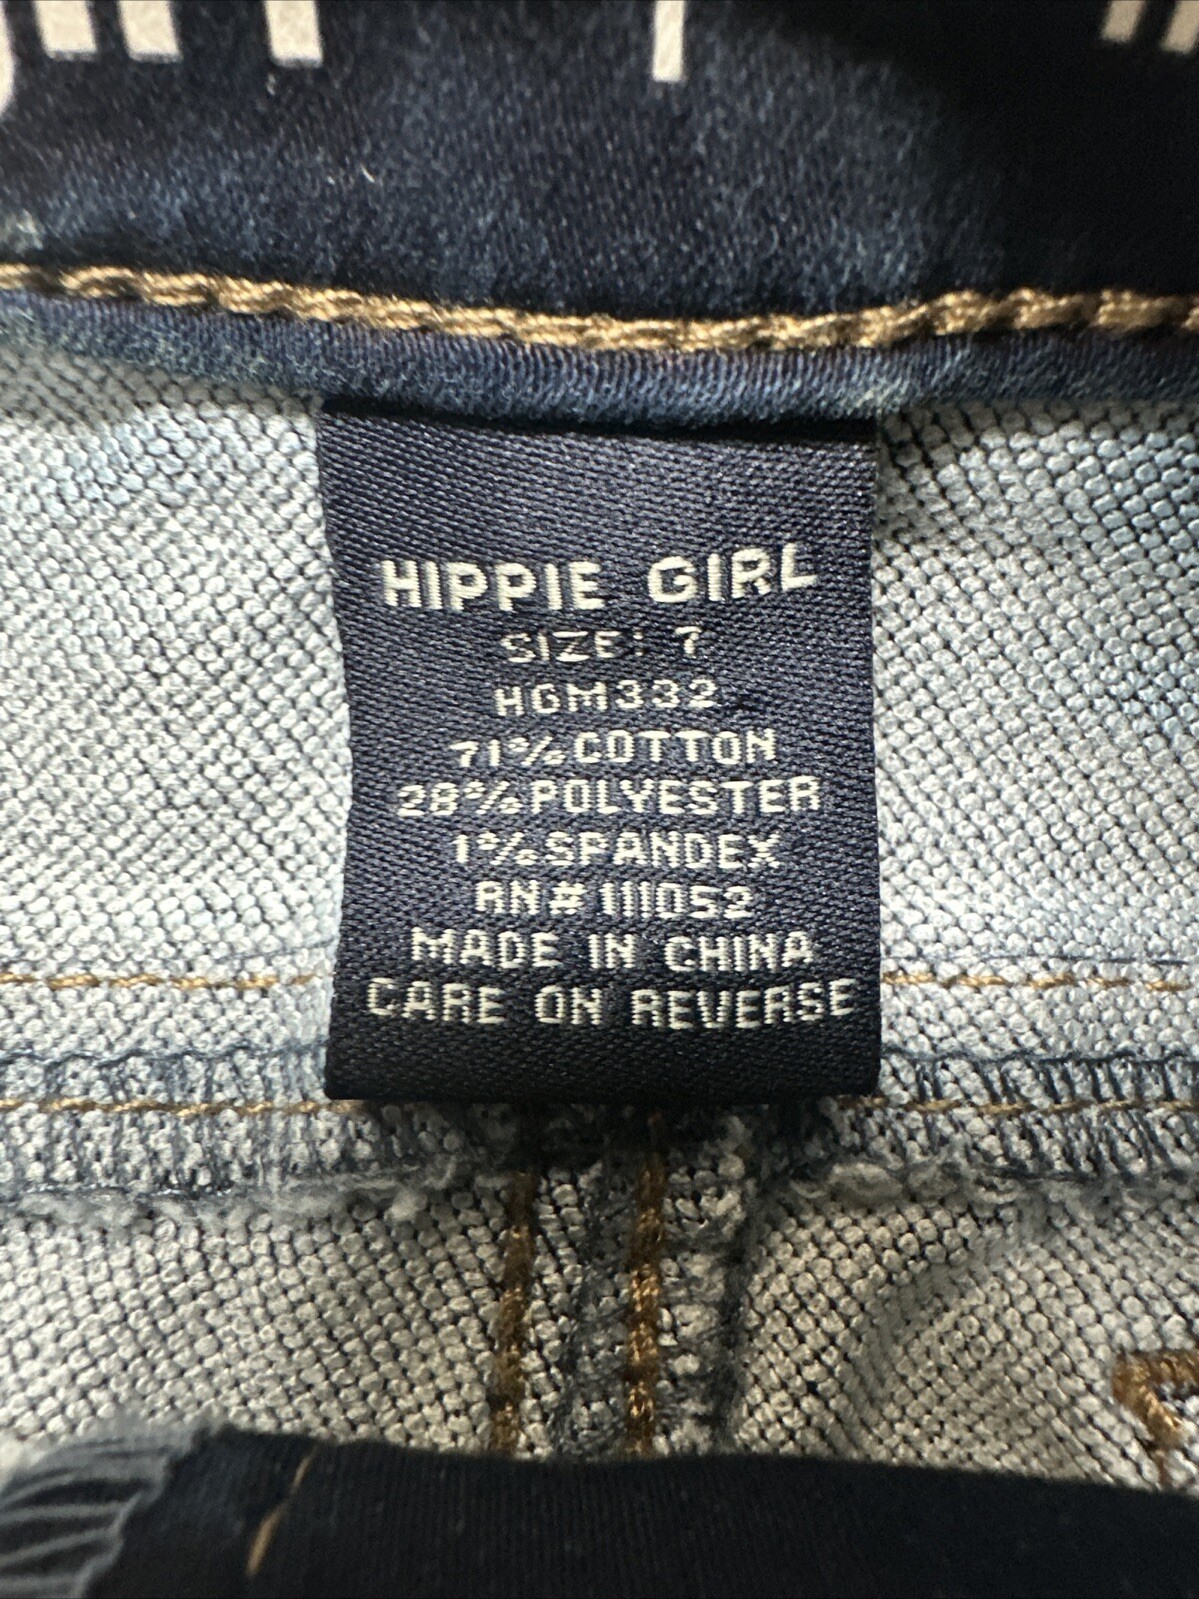 HIPPIE GIRL
SIZE: 7
HGM332
71%COTTON
28%POLYESTER
1%SPANDEX
RN#111052
MADE IN CHINA
CARE ON REVERSE